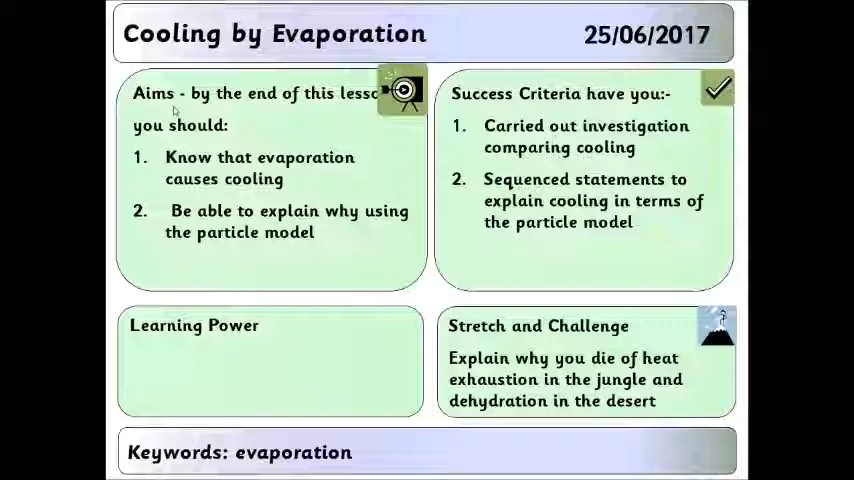 Cooling by Evaporation 25/06/2017
Aims - by the end of this
you should:
1. Know that evaporation
causes cooling
2. Be able to explain why using
the particle model
Success Criteria have you:-
1. Carried out investigation
comparing cooling
2. Sequenced statements to
explain cooling in terms of
the particle model
Learning Power
Stretch and Challenge
Explain why you die of heat
exhaustion in the jungle and
dehydration in the desert
Keywords: evaporation